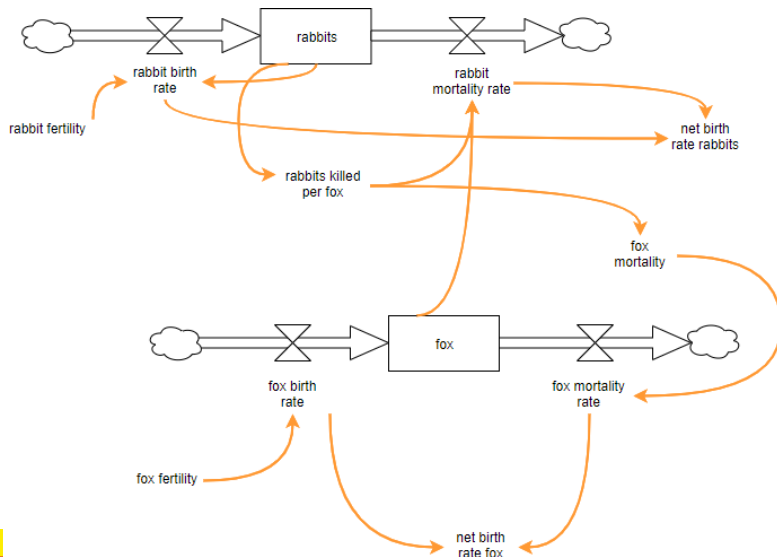 rabbits
rabbit birth
rate
rabbit
mortality rate
rabbit fertility
net birth
rate rabbits
rabbits killed
per fox
fox
mortality
fox
fox birth
rate
fox mortality
rate
fox fertility
net birth
rate fox